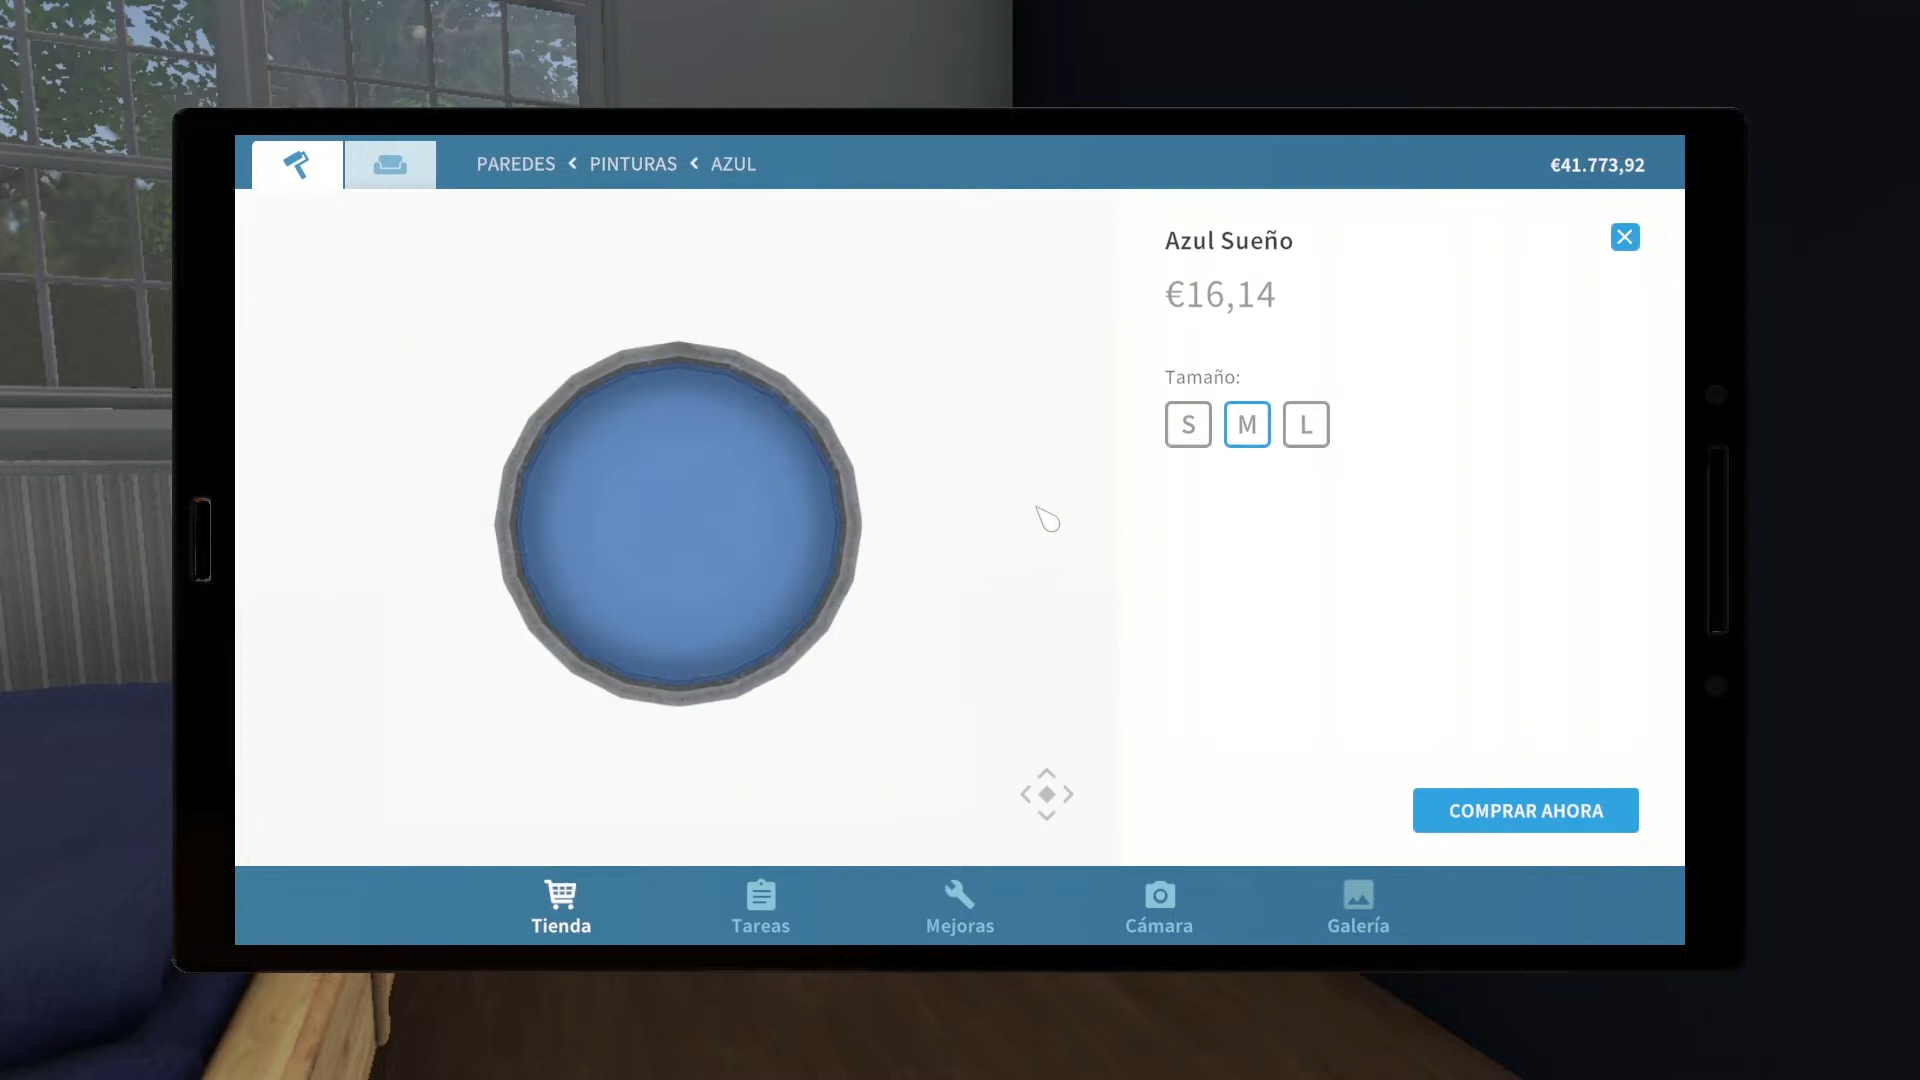 PAREDES < PINTURAS < AZUL
€41.773,92
Azul Sueño
€16,14
Tamaño:
S M L
COMPRAR AHORA
Tienda Tareas Mejoras Cámara Galería